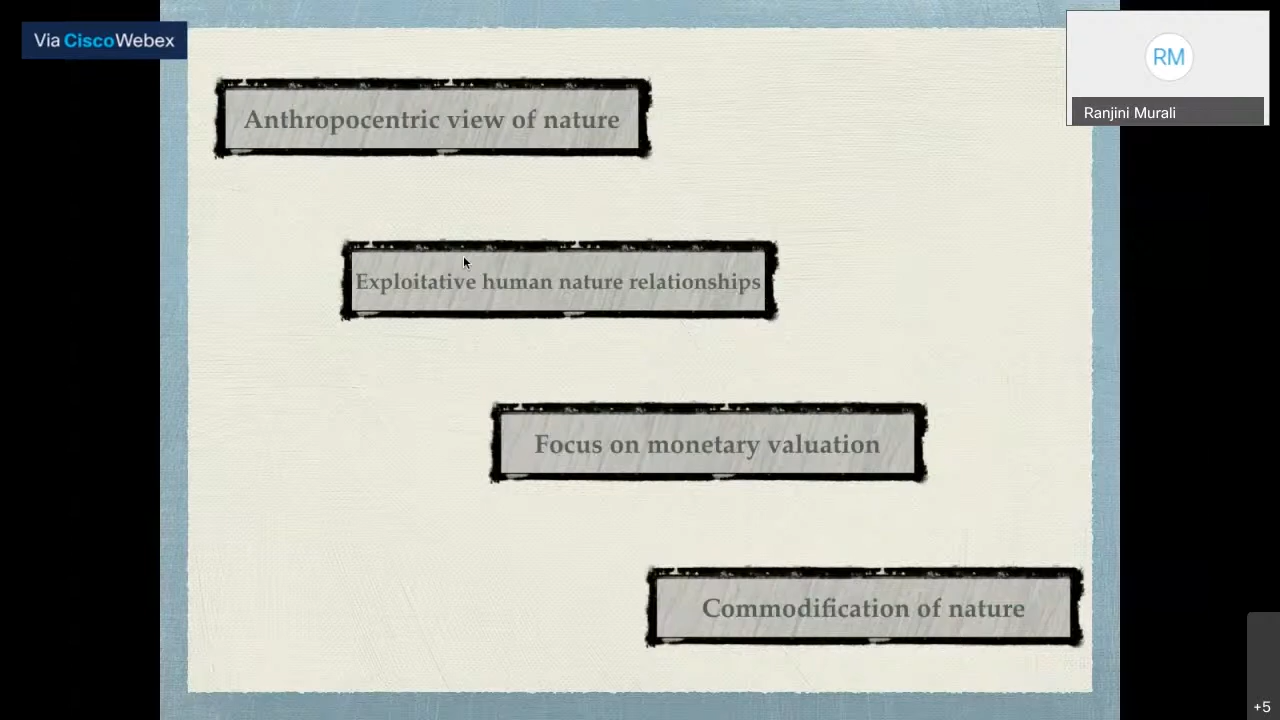 Via CiscoWebex
RM
Ranjini Murali
Anthropocentric view of nature
Exploitative human nature relationships
Focus on monetary valuation
Commodification of nature
+5